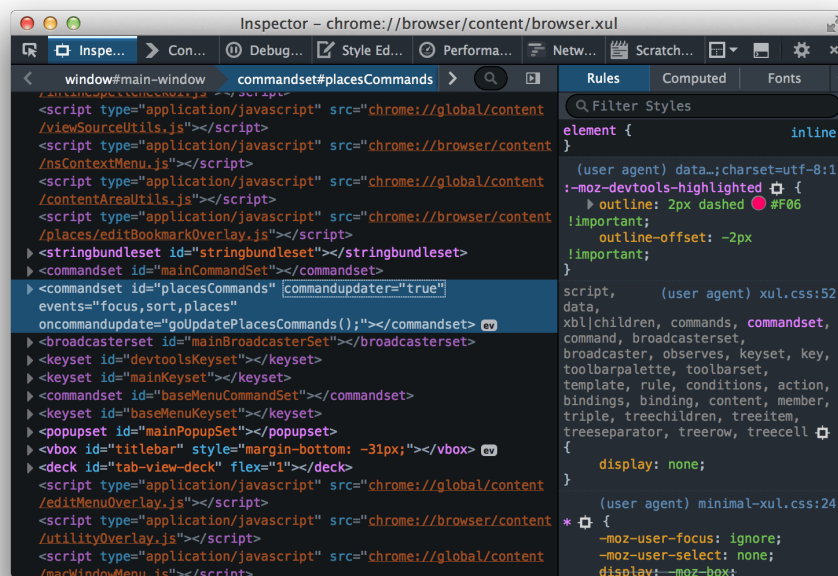 Inspector – chrome://browser/content/browser.xul
Inspe... Con... Debug... Style Ed... Performa... Netw... Scratch...
window#main-window commandset#placesCommands
Rules Computed Fonts
Filter Styles
/inlineSpellCheckUI.js"></script>
<script type="application/javascript" src="chrome://global/content
/viewSourceUtils.js"></script>
<script type="application/javascript" src="chrome://browser/content
/nsContextMenu.js"></script>
<script type="application/javascript" src="chrome://global/content
/contentAreaUtils.js"></script>
<script type="application/javascript" src="chrome://browser/content
/places/editBookmarkOverlay.js"></script>
<stringbundleset id="stringbundleset"></stringbundleset>
<commandset id="mainCommandSet"></commandset>
<commandset id="placesCommands" commandupdater="true"
events="focus,sort,places"
oncommandupdate="goUpdatePlacesCommands();"></commandset> ev
<broadcasterset id="mainBroadcasterSet"></broadcasterset>
<keyset id="devtoolsKeyset"></keyset>
<keyset id="mainKeyset"></keyset>
<commandset id="baseMenuCommandSet"></commandset>
<keyset id="baseMenuKeyset"></keyset>
<popupset id="mainPopupSet"></popupset>
<vbox id="titlebar" style="margin-bottom: -31px;"></vbox> ev
<deck id="tab-view-deck" flex="1"></deck>
<script type="application/javascript" src="chrome://global/content
/editMenuOverlay.js"></script>
<script type="application/javascript" src="chrome://browser/content
/utilityOverlay.js"></script>
<script type="application/javascript" src="chrome://global/content
/macWindowMenu.js"></script>
element { inline
}
(user agent) data…;charset=utf-8:1
:-moz-devtools-highlighted {
outline: 2px dashed #F06
!important;
outline-offset: -2px
!important;
}
script, (user agent) xul.css:52
data,
xbl|children, commands, commandset,
command, broadcasterset,
broadcaster, observes, keyset, key,
toolbarpalette, toolbarset,
template, rule, conditions, action,
bindings, binding, content, member,
triple, treechildren, treeitem,
treeseparator, treerow, treecell
{
display: none;
}
(user agent) minimal-xul.css:24
* {
-moz-user-focus: ignore;
-moz-user-select: none;
display: -moz-box;